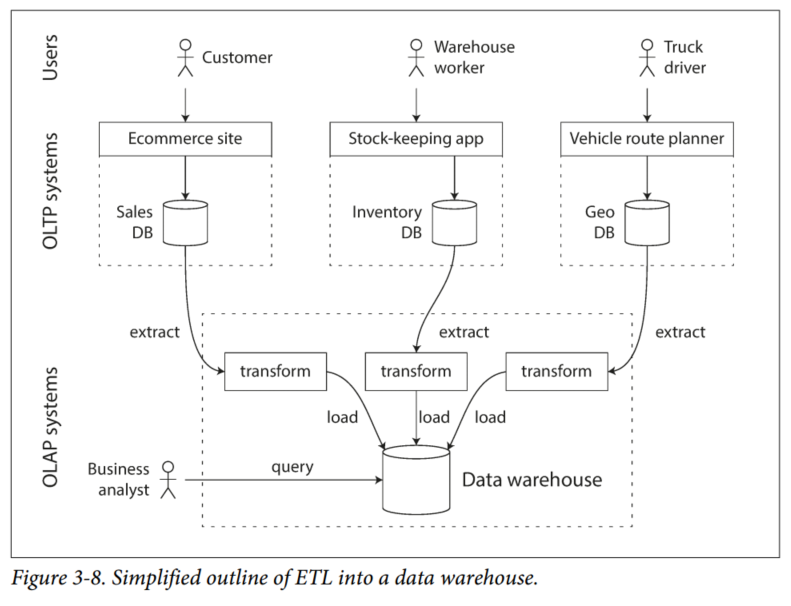 Users
Customer
Warehouse
worker
Truck
driver
OLTP systems
Ecommerce site
Stock-keeping app
Vehicle route planner
Sales
DB
Inventory
DB
Geo
DB
extract
extract
extract
OLAP systems
transform
transform
transform
load
load
load
Business
analyst
query
Data warehouse
Figure 3-8. Simplified outline of ETL into a data warehouse.